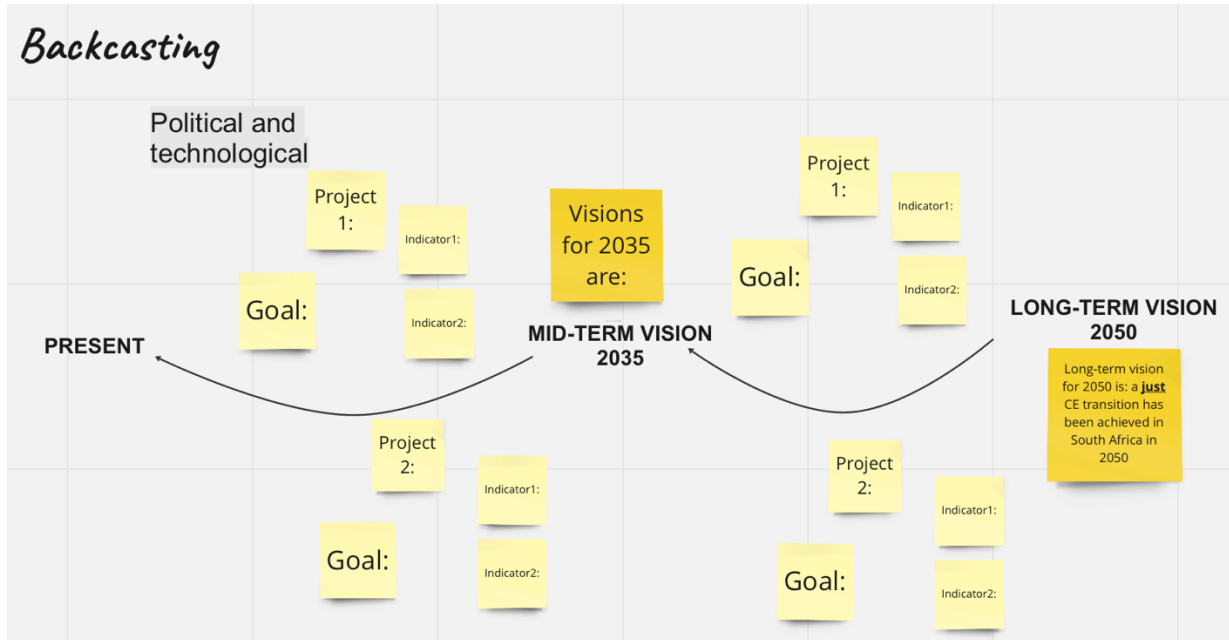 Backcasting
Political and
technological
Project
1:
Indicator1:
Goal:
Indicator2:
Visions
for 2035
are:
Project
1:
Indicator1:
Goal:
Indicator2:
PRESENT
MID-TERM VISION
2035
LONG-TERM VISION
2050
Long-term vision
for 2050 is: a just
CE transition has
been achieved in
South Africa in
2050
Project
2:
Indicator1:
Goal:
Indicator2:
Project
2:
Indicator1:
Goal:
Indicator2: